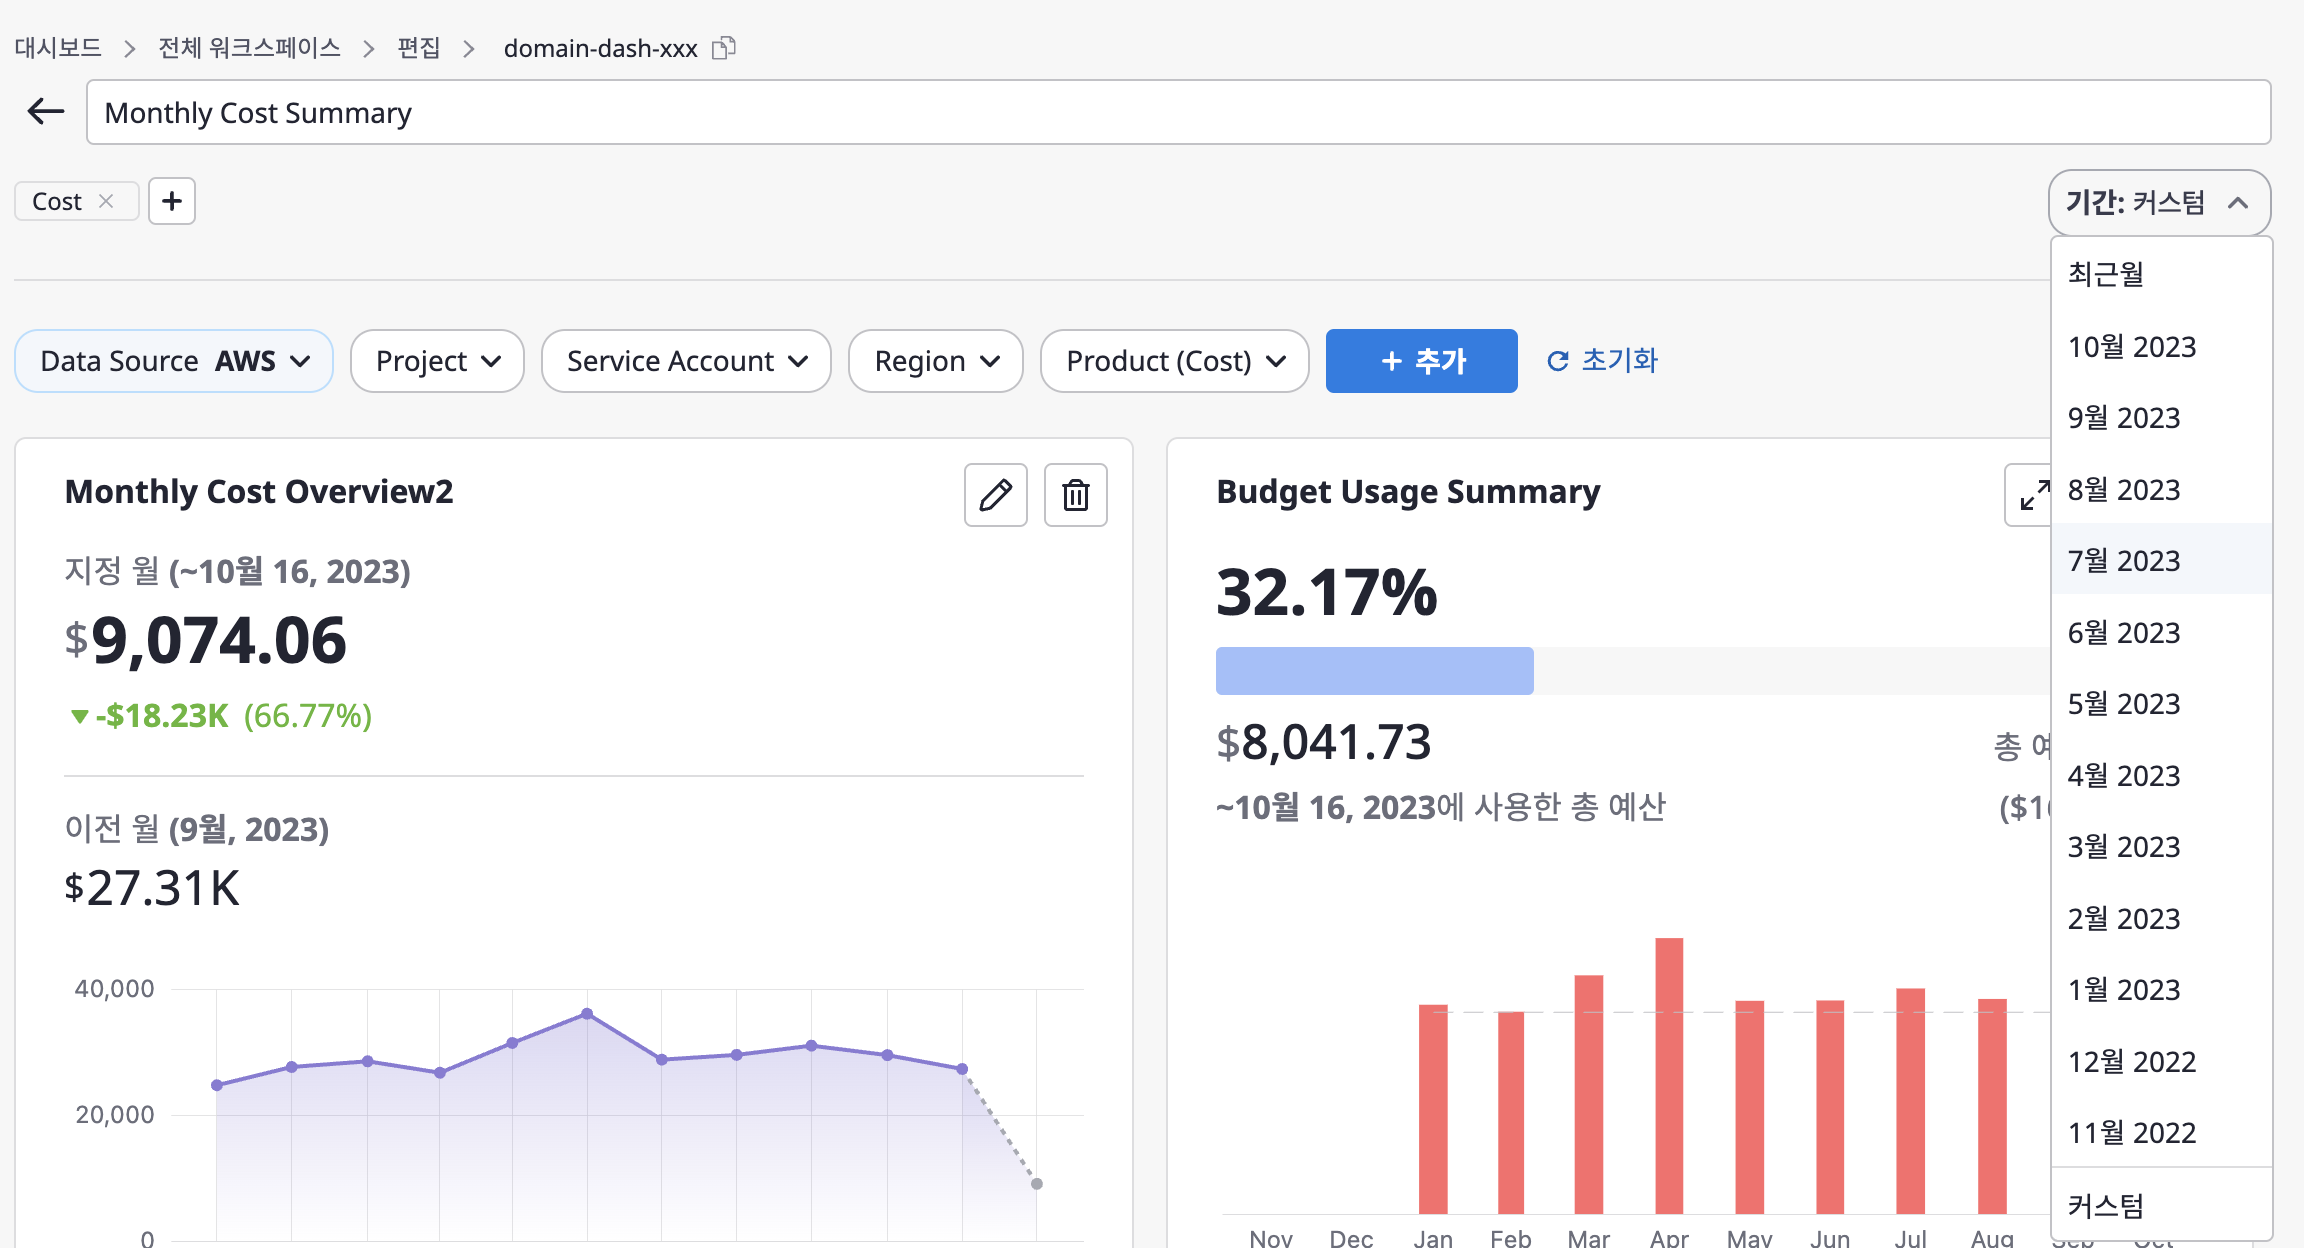 대시보드 > 전체 워크스페이스 > 편집 > domain-dash-xxx
Monthly Cost Summary
Cost
기간: 커스텀
최근월
10월 2023
9월 2023
8월 2023
7월 2023
6월 2023
5월 2023
4월 2023
3월 2023
2월 2023
1월 2023
12월 2022
11월 2022
커스텀
Data Source AWS
Project
Service Account
Region
Product (Cost)
+ 추가
초기화
Monthly Cost Overview2
지정 월 (~10월 16, 2023)
$9,074.06
-$18.23K (66.77%)
이전 월 (9월, 2023)
$27.31K
40,000
20,000
0
Budget Usage Summary
32.17%
$8,041.73
총
~10월 16, 2023에 사용한 총 예산
Nov Dec Jan Feb Mar Apr May Jun Jul Aug Sep Oct